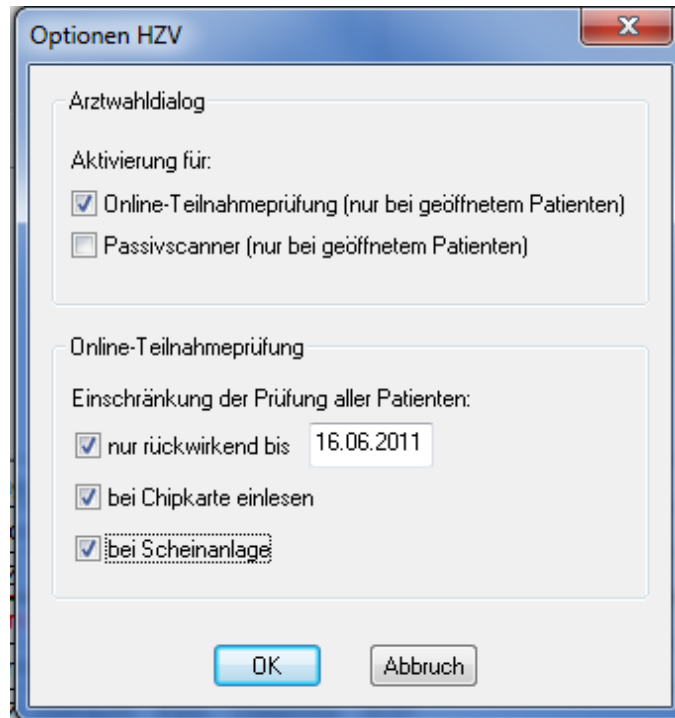 Optionen HZV
Arztwahldialog
Aktivierung für:
Online-Teilnahmeprüfung (nur bei geöffnetem Patienten)
Passivscanner (nur bei geöffnetem Patienten)
Online-Teilnahmeprüfung
Einschränkung der Prüfung aller Patienten:
nur rückwirkend bis 16.06.2011
bei Chipkarte einlesen
bei Scheinanlage
OK Abbruch